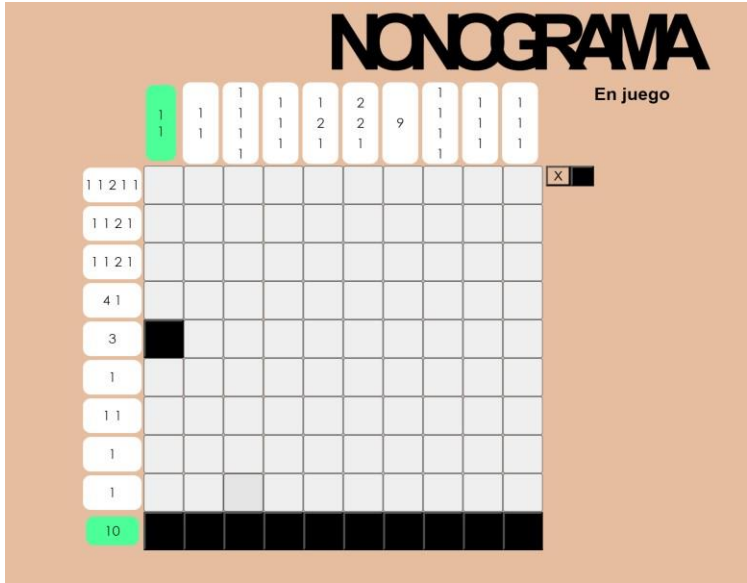 NONOGRAMA
En juego
1 1 1 1 1 2 9 1 1 1
1 1 1 1 2 2 1 1 1
1 1 1 1 1 1 1 1
1 1
X
1 1 2 1 1
1 1 2 1
1 1 2 1
4 1
3
1
1 1
1
1
10